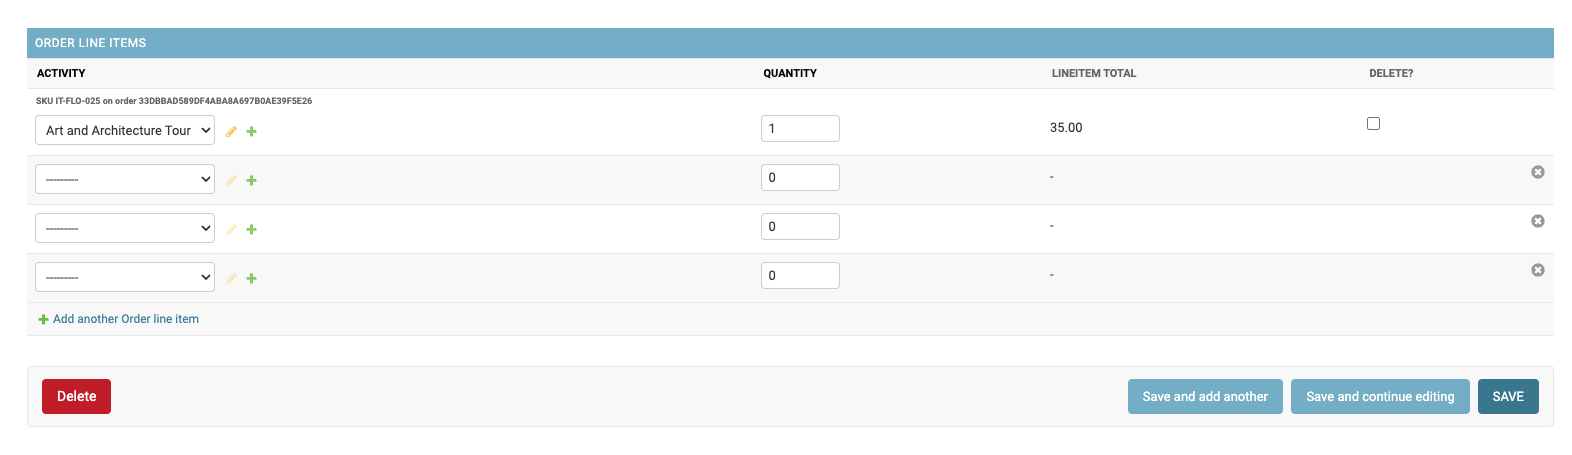 ORDER LINE ITEMS
ACTIVITY QUANTITY LINEITEM TOTAL DELETE?
SKU IT-FLO-025 on order 33DBBAD589DF4ABA8A697B0AE39F5E26
Art and Architecture Tour 1 35.00
--------- 0 -
--------- 0 -
--------- 0 -
Add another Order line item
Delete Save and add another Save and continue editing SAVE